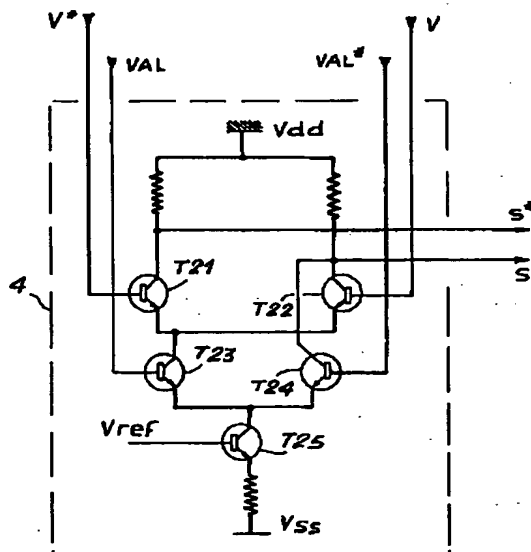 V*
V
VAL
VAL*
Vdd
S*
S
4
T21
T22
T23
T24
Vref
T25
Vss